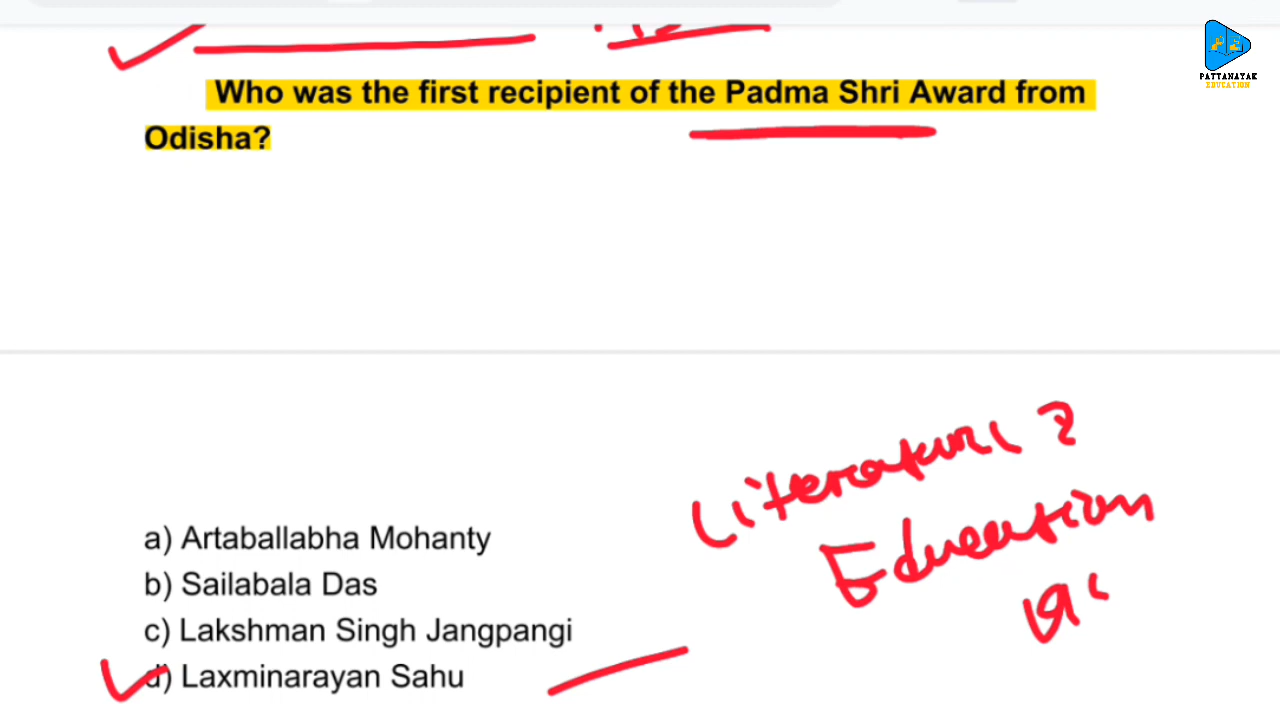 PATTANAYAK
EDUCATION
Who was the first recipient of the Padma Shri Award from
Odisha?
Literature &
Education
a) Artaballabha Mohanty
b) Sailabala Das
c) Lakshman Singh Jangpangi
d) Laxminarayan Sahu